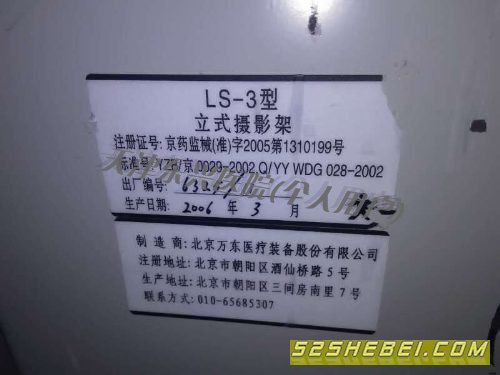 LS-3型
立式摄影架
注册证号: 京药监械(准)字2005第1310199号
标准号: YZB/京 0029-2002.Q/YY WDG 028-2002
出厂编号:
生产日期: 2006 年 3 月
制 造 商: 北京万东医疗装备股份有限公司
注册地址: 北京市朝阳区酒仙桥路5号
生产地址: 北京市朝阳区三间房南里7号
联系方式: 010-65685307
52SHEBEI.COM